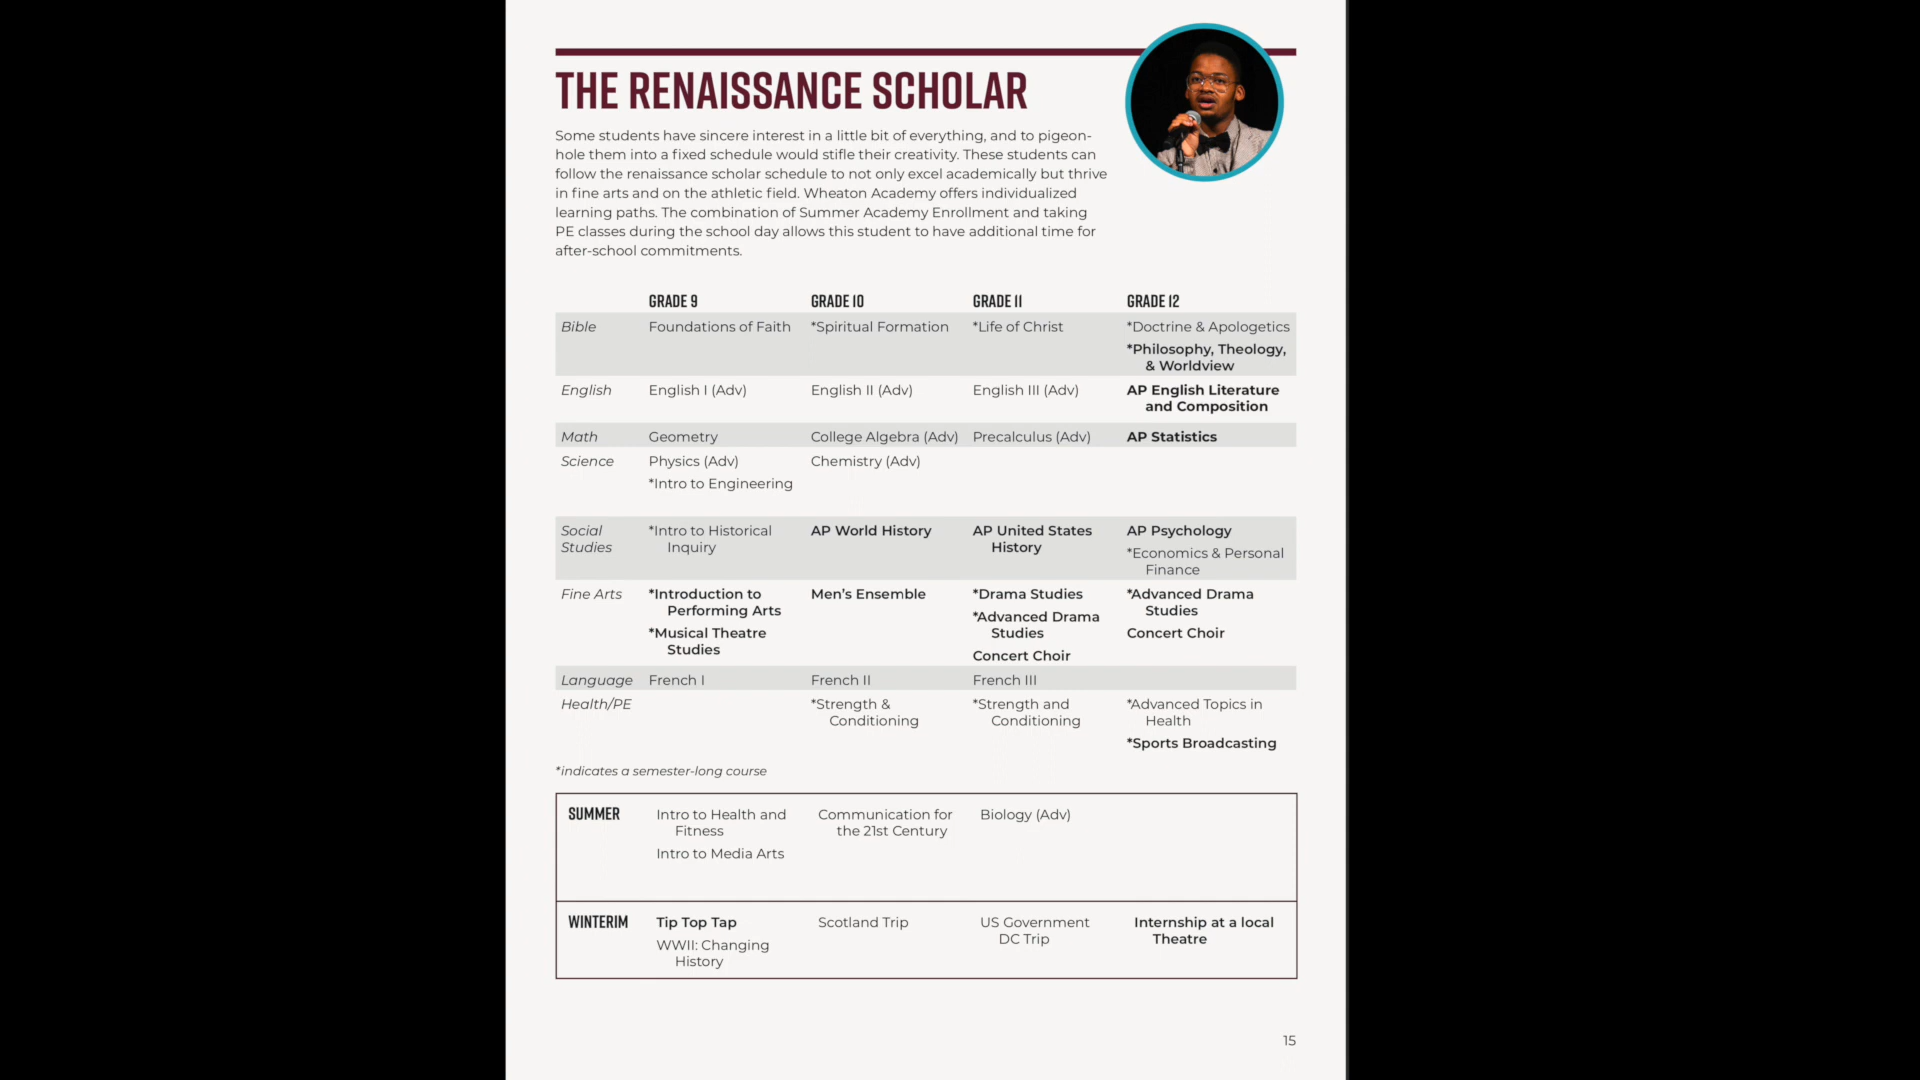 THE RENAISSANCE SCHOLAR
Some students have sincere interest in a little bit of everything, and to pigeon-
hole them into a fixed schedule would stifle their creativity. These students can
follow the renaissance scholar schedule to not only excel academically but thrive
in fine arts and on the athletic field. Wheaton Academy offers individualized
learning paths. The combination of Summer Academy Enrollment and taking
PE classes during the school day allows this student to have additional time for
after-school commitments.
GRADE 9 GRADE 10 GRADE 11 GRADE 12
Bible Foundations of Faith *Spiritual Formation *Life of Christ *Doctrine & Apologetics
*Philosophy, Theology,
& Worldview
English English I (Adv) English II (Adv) English III (Adv) AP English Literature
and Composition
Math Geometry College Algebra (Adv) Precalculus (Adv) AP Statistics
Science Physics (Adv) Chemistry (Adv)
*Intro to Engineering
Social *Intro to Historical AP World History AP United States AP Psychology
Studies Inquiry History
*Economics & Personal
Finance
Fine Arts *Introduction to Men's Ensemble *Drama Studies *Advanced Drama
Performing Arts *Advanced Drama Studies
*Musical Theatre Studies Concert Choir
Studies Concert Choir
Language French I French II French III
Health/PE *Strength & *Strength and *Advanced Topics in
Conditioning Conditioning Health
*Sports Broadcasting
*indicates a semester-long course
SUMMER Intro to Health and Communication for Biology (Adv)
Fitness the 21st Century
Intro to Media Arts
WINTERIM Tip Top Tap Scotland Trip US Government Internship at a local
DC Trip Theatre
WWII: Changing
History
15